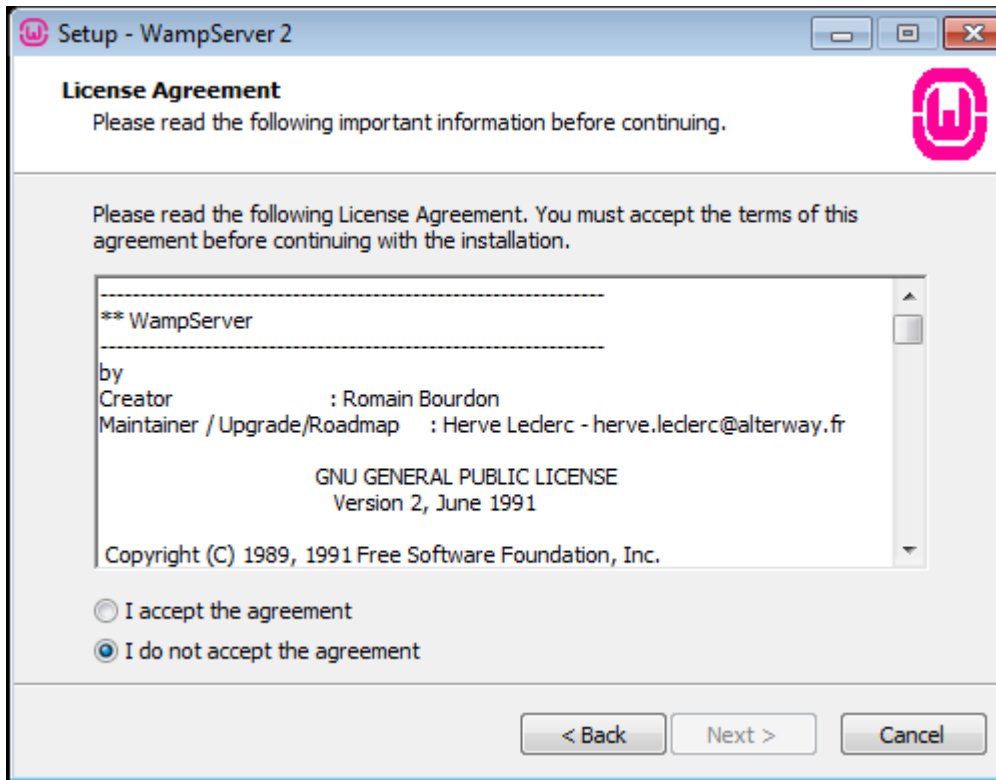 Setup - WampServer 2
License Agreement
Please read the following important information before continuing.
Please read the following License Agreement. You must accept the terms of this
agreement before continuing with the installation.
----------------------------------------------------------------
** WampServer
----------------------------------------------------------------
by
Creator : Romain Bourdon
Maintainer / Upgrade/Roadmap : Herve Leclerc - herve.leclerc@alterway.fr
GNU GENERAL PUBLIC LICENSE
Version 2, June 1991
Copyright (C) 1989, 1991 Free Software Foundation, Inc.
I accept the agreement
I do not accept the agreement
< Back Next > Cancel